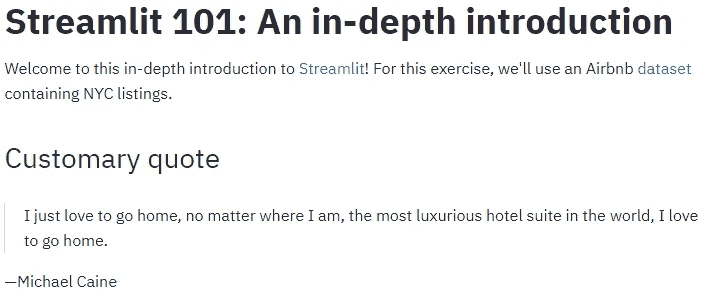 Streamlit 101: An in-depth introduction
Welcome to this in-depth introduction to Streamlit! For this exercise, we'll use an Airbnb dataset
containing NYC listings.
Customary quote
I just love to go home, no matter where I am, the most luxurious hotel suite in the world, I love
to go home.
—Michael Caine